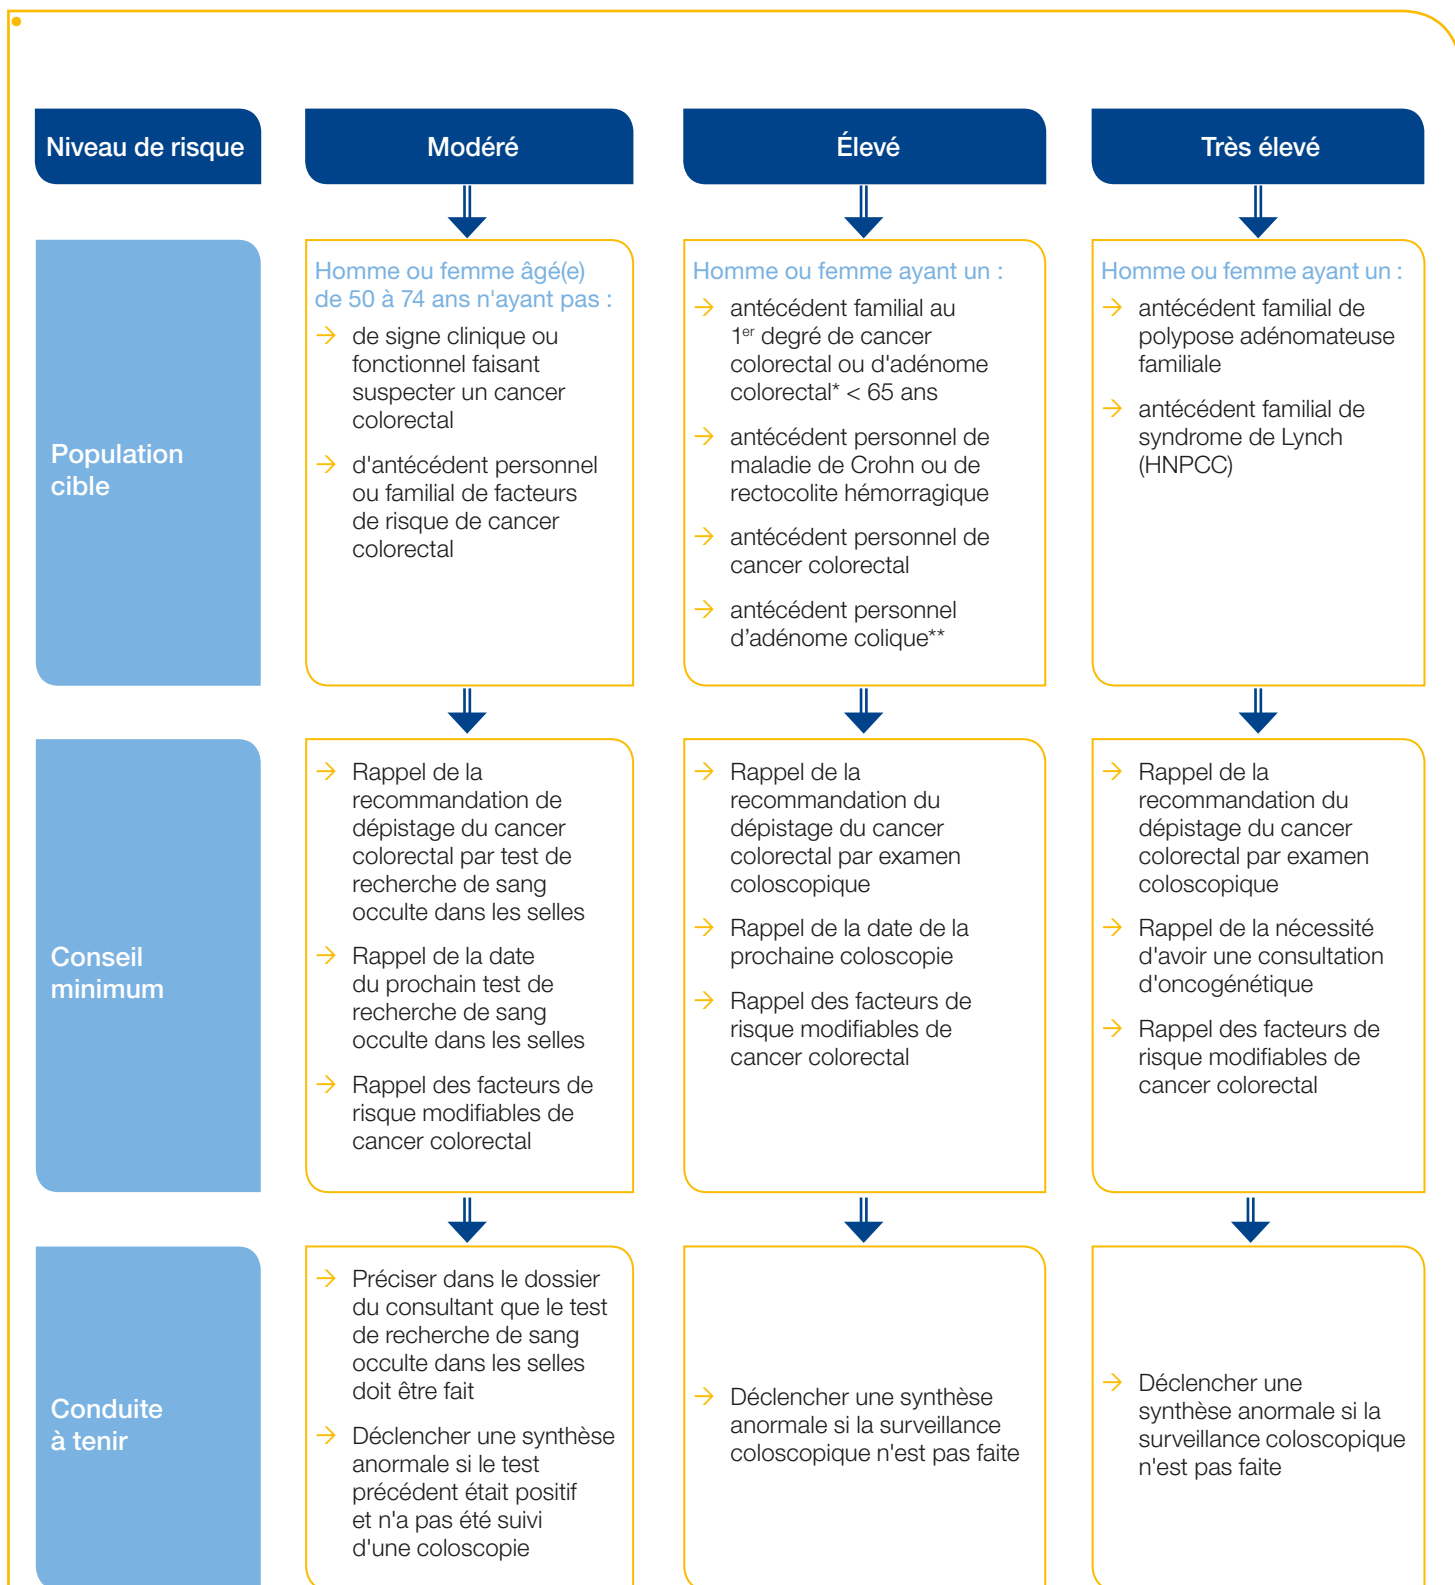 Niveau de risque
Modéré
Élevé
Très élevé
Population
cible
Homme ou femme âgé(e)
de 50 à 74 ans n'ayant pas :
→ de signe clinique ou
fonctionnel faisant
suspecter un cancer
colorectal
→ d'antécédent personnel
ou familial de facteurs
de risque de cancer
colorectal
Homme ou femme ayant un :
→ antécédent familial au
1er degré de cancer
colorectal ou d'adénome
colorectal* < 65 ans
→ antécédent personnel de
maladie de Crohn ou de
rectocolite hémorragique
→ antécédent personnel de
cancer colorectal
→ antécédent personnel
d’adénome colique**
Homme ou femme ayant un :
→ antécédent familial de
polypose adénomateuse
familiale
→ antécédent familial de
syndrome de Lynch
(HNPCC)
Conseil
minimum
→ Rappel de la
recommandation de
dépistage du cancer
colorectal par test de
recherche de sang
occulte dans les selles
→ Rappel de la date
du prochain test de
recherche de sang
occulte dans les selles
→ Rappel des facteurs de
risque modifiables de
cancer colorectal
→ Rappel de la
recommandation du
dépistage du cancer
colorectal par examen
coloscopique
→ Rappel de la date de la
prochaine coloscopie
→ Rappel des facteurs de
risque modifiables de
cancer colorectal
→ Rappel de la
recommandation du
dépistage du cancer
colorectal par examen
coloscopique
→ Rappel de la nécessité
d'avoir une consultation
d'oncogénétique
→ Rappel des facteurs de
risque modifiables de
cancer colorectal
Conduite
à tenir
→ Préciser dans le dossier
du consultant que le test
de recherche de sang
occulte dans les selles
doit être fait
→ Déclencher une synthèse
anormale si le test
précédent était positif
et n'a pas été suivi
d'une coloscopie
→ Déclencher une synthèse
anormale si la surveillance
coloscopique n'est pas faite
→ Déclencher une
synthèse anormale si la
surveillance coloscopique
n'est pas faite